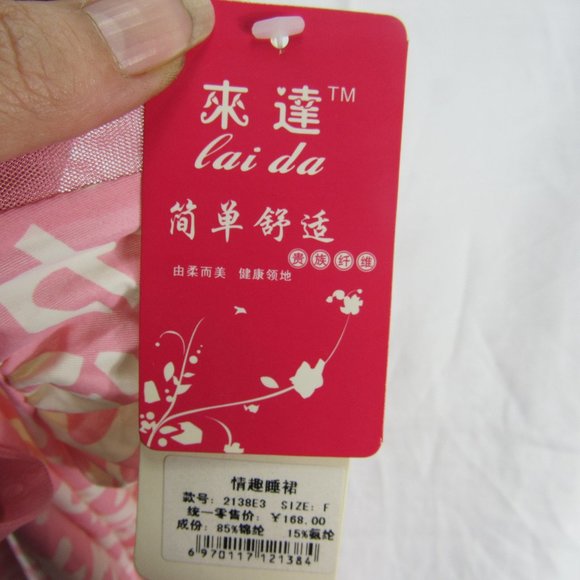 來達™
lai da
简单舒适
贵族纤维
由柔而美 健康领地
情趣睡裙
款号: 2138E3 SIZE: F
统一零售价: ￥168.00
成份: 85%锦纶 15%氨纶
6970117121384